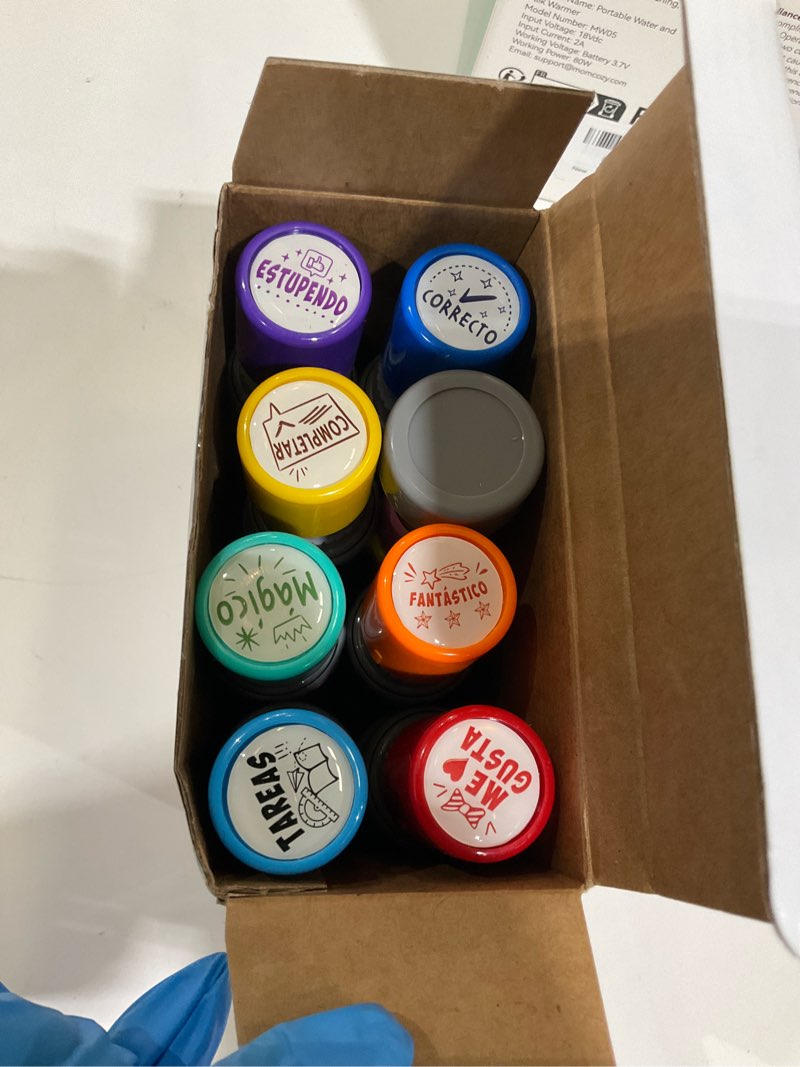 Name: Portable Water and
Milk Warmer
Model Number: MW05
Input Voltage: 18Vdc
Input Current: 2A
Working Voltage: Battery 3.7V
Working Power: 80W
Email: support@momcozy.com
ESTUPENDO
CORRECTO
COMPLETAR
MáGICO
FANTÁSTICO
TAREAS
ME
GUSTA